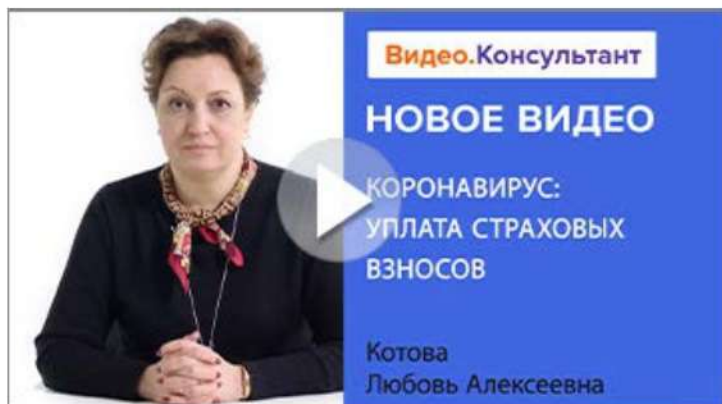 Видео.Консультант
НОВОЕ ВИДЕО
КОРОНАВИРУС:
УПЛАТА СТРАХОВЫХ
ВЗНОСОВ
Котова
Любовь Алексеевна